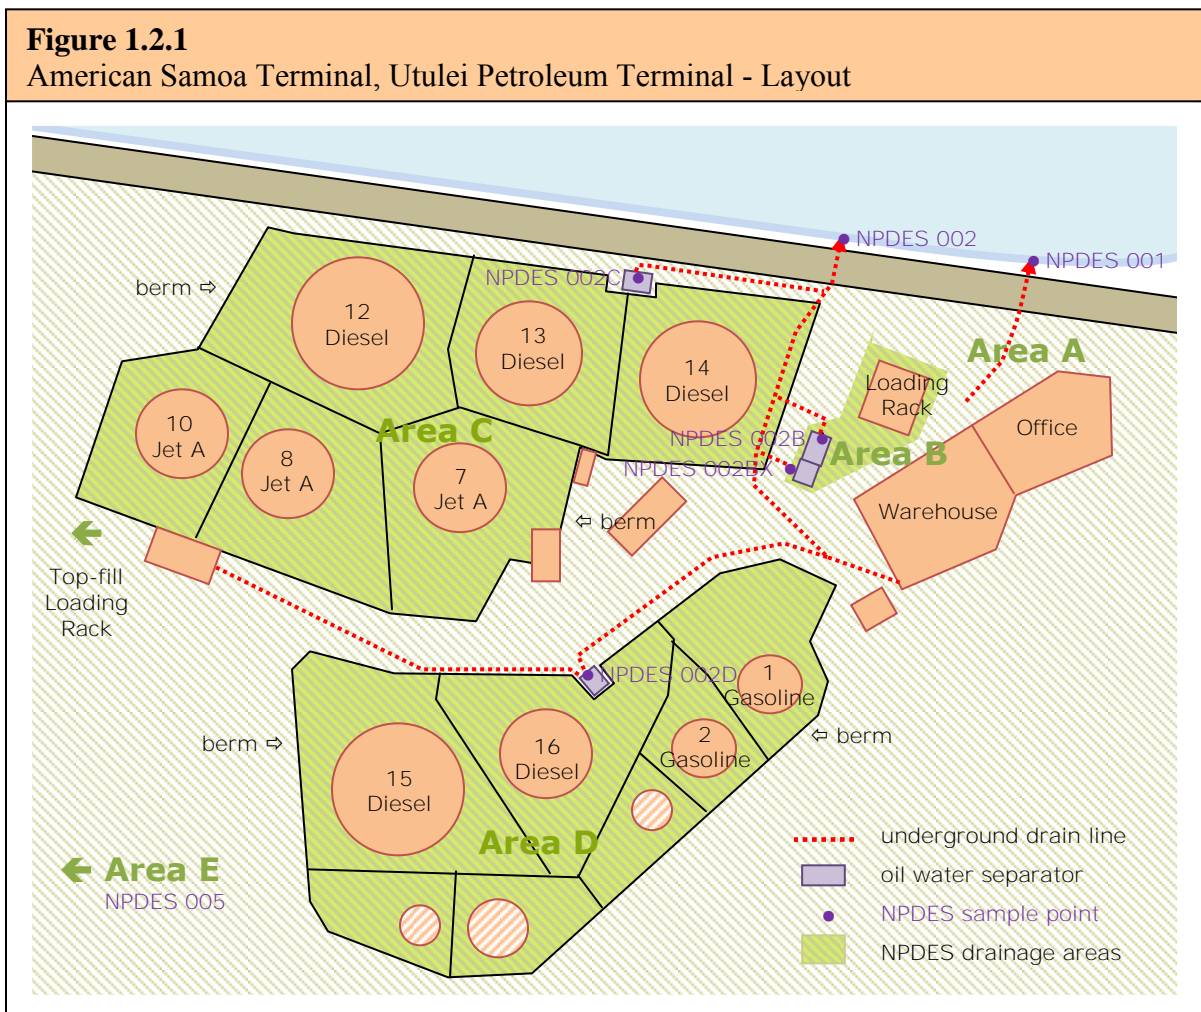 Figure 1.2.1
American Samoa Terminal, Utulei Petroleum Terminal - Layout
NPDES 002
NPDES 001
NPDES 002C
berm ⇨
12
Diesel
13
Diesel
14
Diesel
Area A
Loading
Rack
10
Jet A
Area C
8
Jet A
7
Jet A
NPDES 002B
NPDES 002BX
Area B
Office
Warehouse
⇦ berm
Top-fill
Loading
Rack
NPDES 002D
1
Gasoline
2
Gasoline
berm ⇨
⇦ berm
16
Diesel
15
Diesel
Area D
Area E
NPDES 005
underground drain line
oil water separator
NPDES sample point
NPDES drainage areas